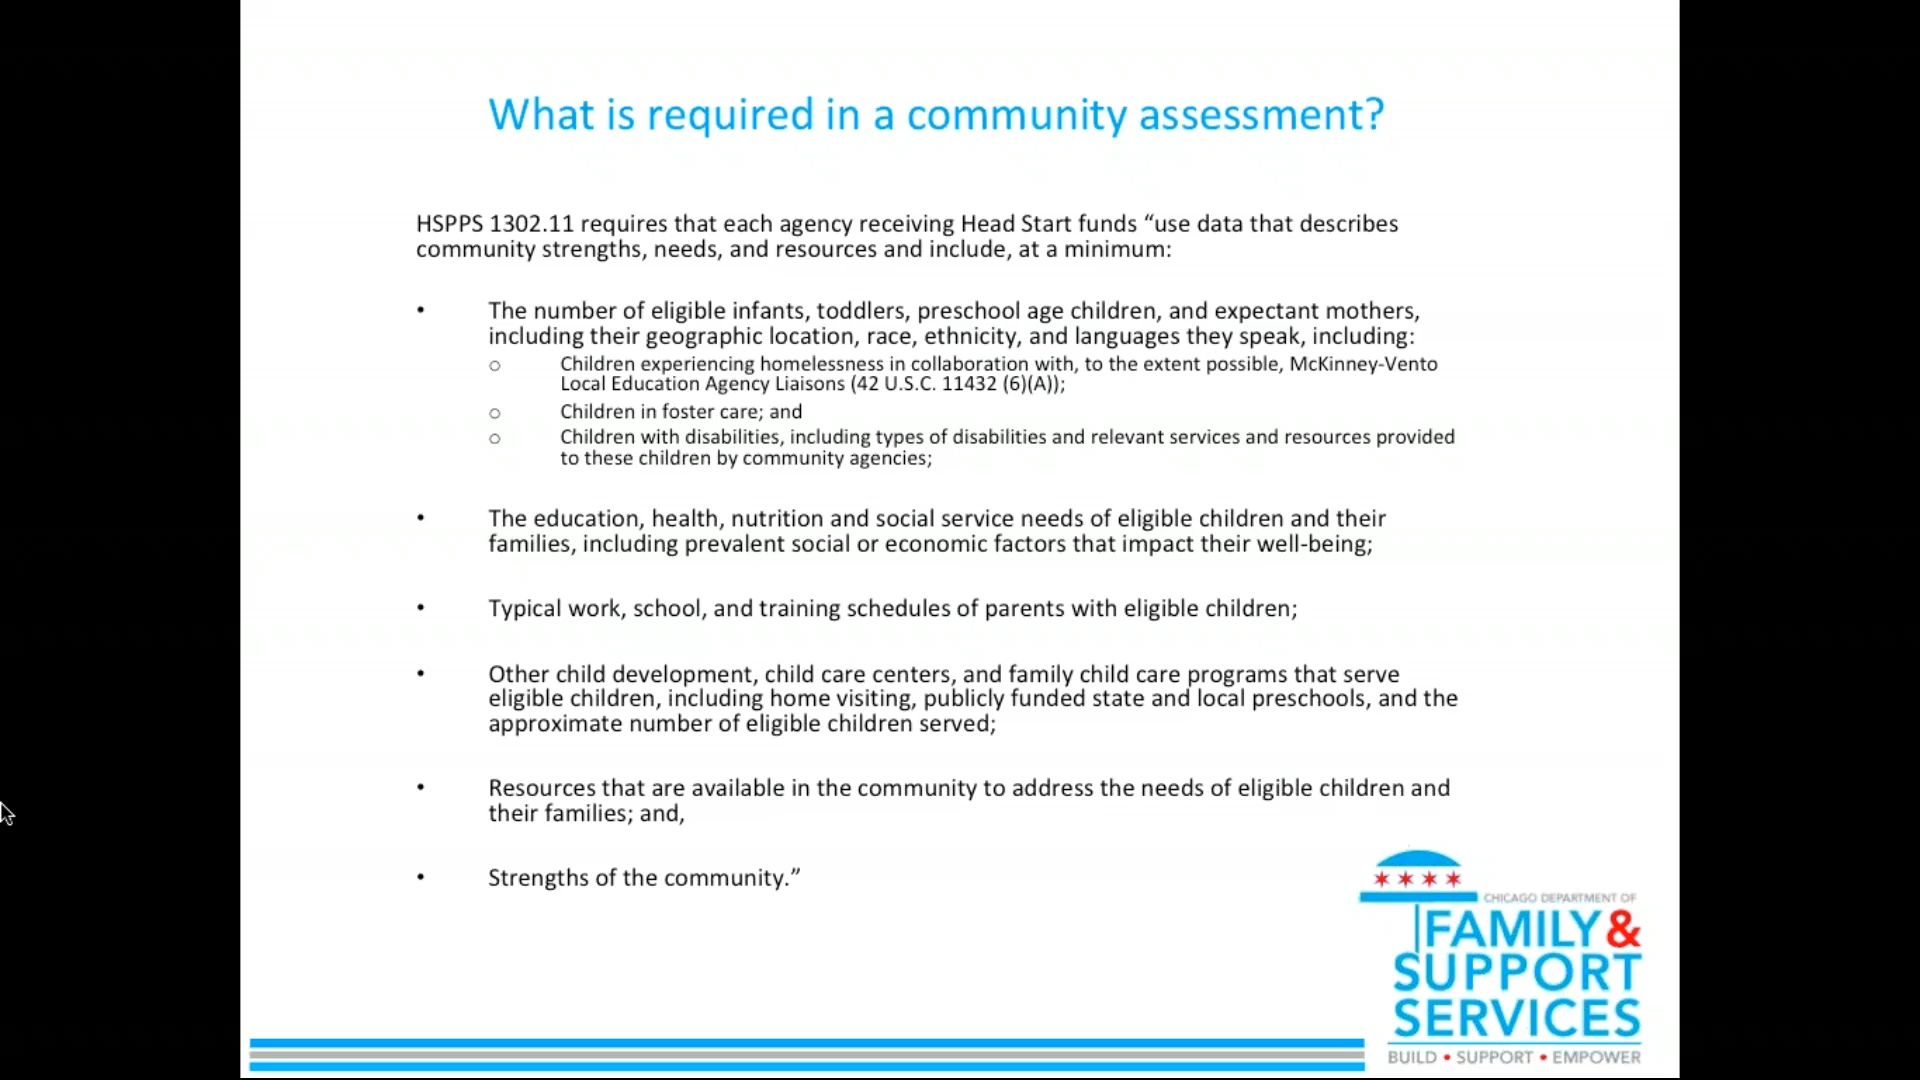 What is required in a community assessment?
HSPPS 1302.11 requires that each agency receiving Head Start funds “use data that describes
community strengths, needs, and resources and include, at a minimum:
• The number of eligible infants, toddlers, preschool age children, and expectant mothers,
including their geographic location, race, ethnicity, and languages they speak, including:
○ Children experiencing homelessness in collaboration with, to the extent possible, McKinney-Vento
Local Education Agency Liaisons (42 U.S.C. 11432 (6)(A));
○ Children in foster care; and
○ Children with disabilities, including types of disabilities and relevant services and resources provided
to these children by community agencies;
• The education, health, nutrition and social service needs of eligible children and their
families, including prevalent social or economic factors that impact their well-being;
• Typical work, school, and training schedules of parents with eligible children;
• Other child development, child care centers, and family child care programs that serve
eligible children, including home visiting, publicly funded state and local preschools, and the
approximate number of eligible children served;
• Resources that are available in the community to address the needs of eligible children and
their families; and,
• Strengths of the community.”
CHICAGO DEPARTMENT OF
FAMILY &
SUPPORT
SERVICES
BUILD • SUPPORT • EMPOWER